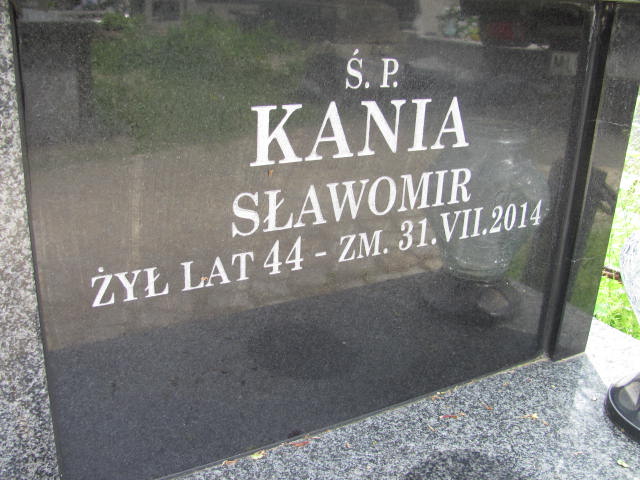 Ś. P.
KANIA
SŁAWOMIR
ŻYŁ LAT 44 - ZM. 31.VII.2014